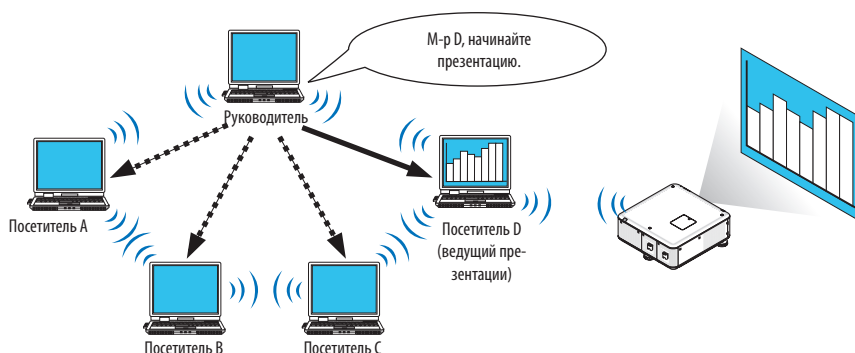 М-р D, начинайте
презентацию.
Руководитель
Посетитель A
Посетитель D
(ведущий пре-
зентации)
Посетитель B
Посетитель C